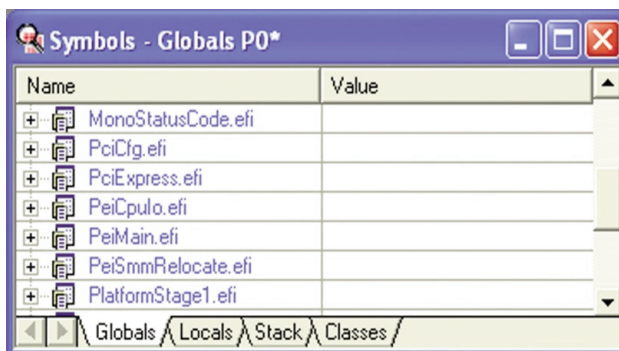 Symbols - Globals P0*
Name Value
MonoStatusCode.efi
PciCfg.efi
PciExpress.efi
PeiCpuIo.efi
PeiMain.efi
PeiSmmRelocate.efi
PlatformStage1.efi
Globals Locals Stack Classes